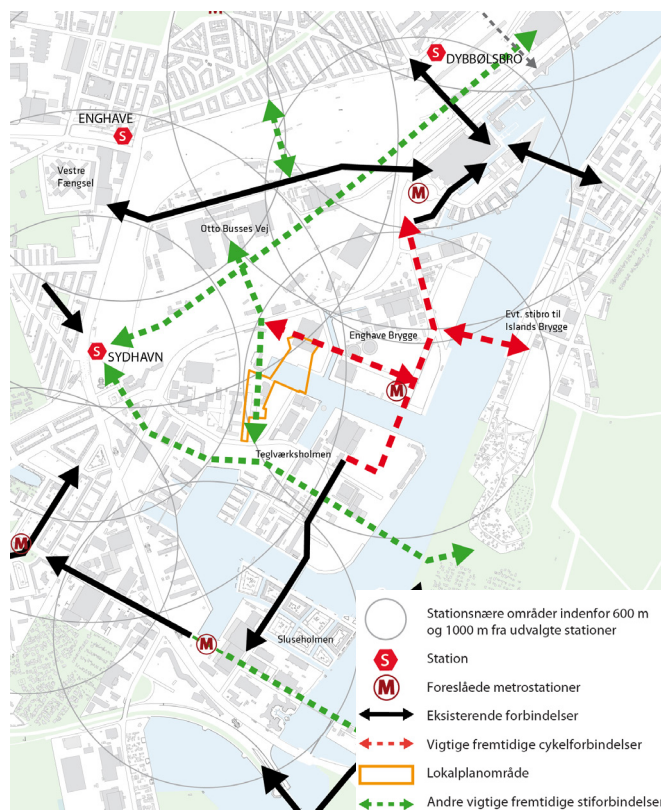 S
DYBBØLSBRO
ENGHAVE
S
Vestre
Fængsel
M
Otto Busses Vej
Evt. stibro til
Islands Brygge
Enghave Brygge
S
SYDHAVN
M
Teglværksholmen
M
Sluseholmen
M
Stationsnære områder indenfor 600 m
og 1000 m fra udvalgte stationer
S
Station
M
Foreslåede metrostationer
Eksisterende forbindelser
Vigtige fremtidige cykelforbindelser
Lokalplanområde
Andre vigtige fremtidige stiforbindelser